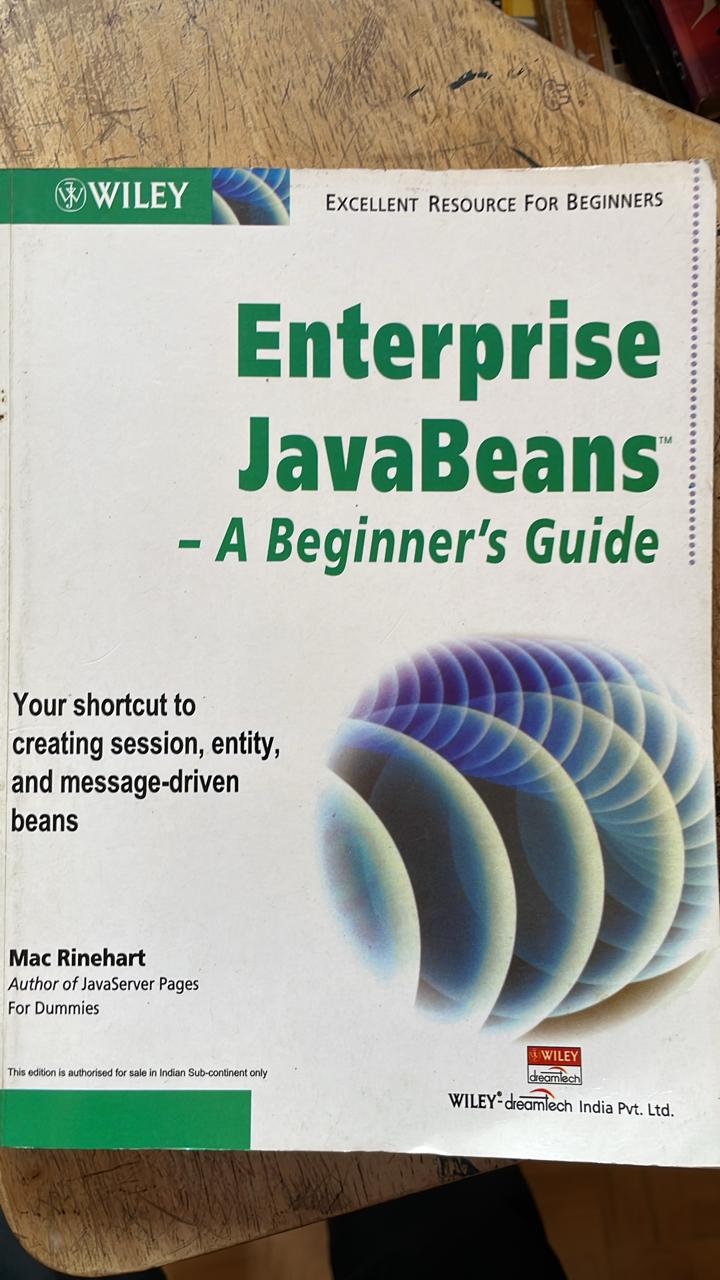 WILEY
EXCELLENT RESOURCE FOR BEGINNERS
Enterprise
JavaBeans™
– A Beginner's Guide
Your shortcut to
creating session, entity,
and message-driven
beans
Mac Rinehart
Author of JavaServer Pages
For Dummies
This edition is authorised for sale in Indian Sub-continent only
WILEY
dreamtech
WILEY®-dreamtech India Pvt. Ltd.